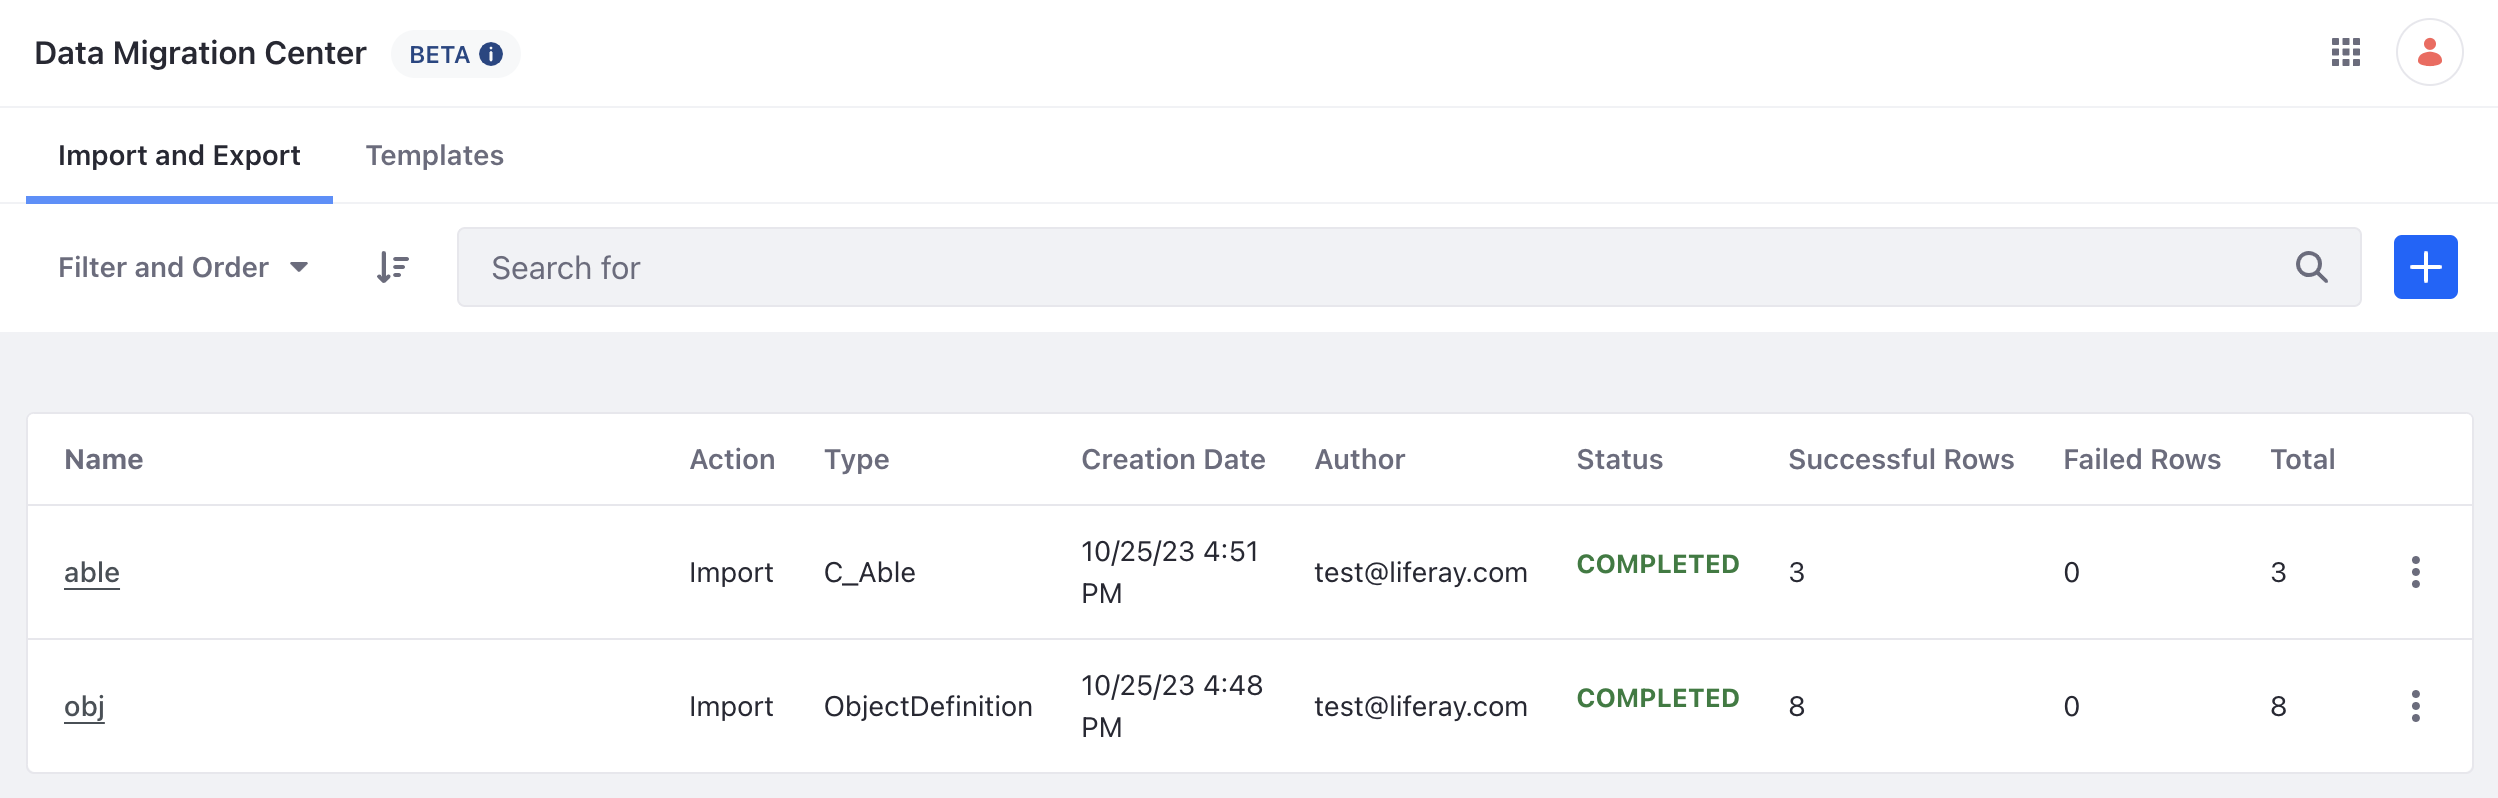 Data Migration Center BETA
Import and Export Templates
Filter and Order Search for
Name Action Type Creation Date Author Status Successful Rows Failed Rows Total
able Import C_Able 10/25/23 4:51 PM test@liferay.com COMPLETED 3 0 3
obj Import ObjectDefinition 10/25/23 4:48 PM test@liferay.com COMPLETED 8 0 8